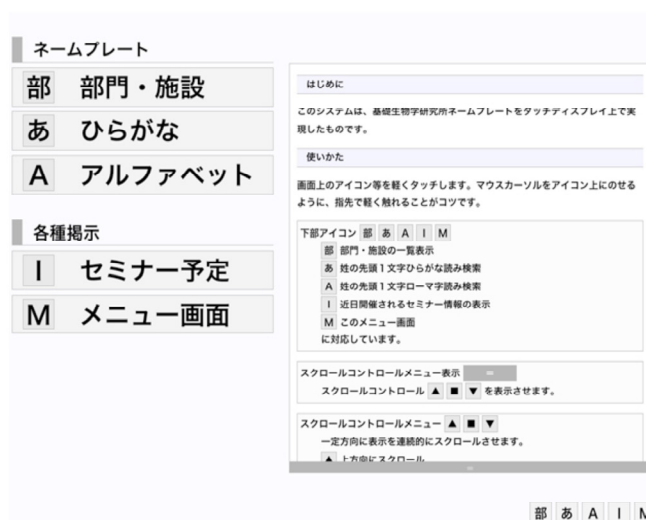 ネームプレート
部 部門・施設
あ ひらがな
A アルファベット
各種掲示
I セミナー予定
M メニュー画面
はじめに
このシステムは、基礎生物学研究所ネームプレートをタッチディスプレイ上で実
現したものです。
使いかた
画面上のアイコン等を軽くタッチします。マウスカーソルをアイコン上にのせる
ように、指先で軽く触れることがコツです。
下部アイコン 部 あ A I M
部 部門・施設の一覧表示
あ 姓の先頭1文字ひらがな読み検索
A 姓の先頭1文字ローマ字読み検索
I 近日開催されるセミナー情報の表示
M このメニュー画面
に対応しています。
スクロールコントロールメニュー表示 =
スクロールコントロール ▲ ■ ▼ を表示させます。
スクロールコントロールメニュー ▲ ■ ▼
一定方向に表示を連続的にスクロールさせます。
▲ 上方向にスクロール
=
部 あ A I M